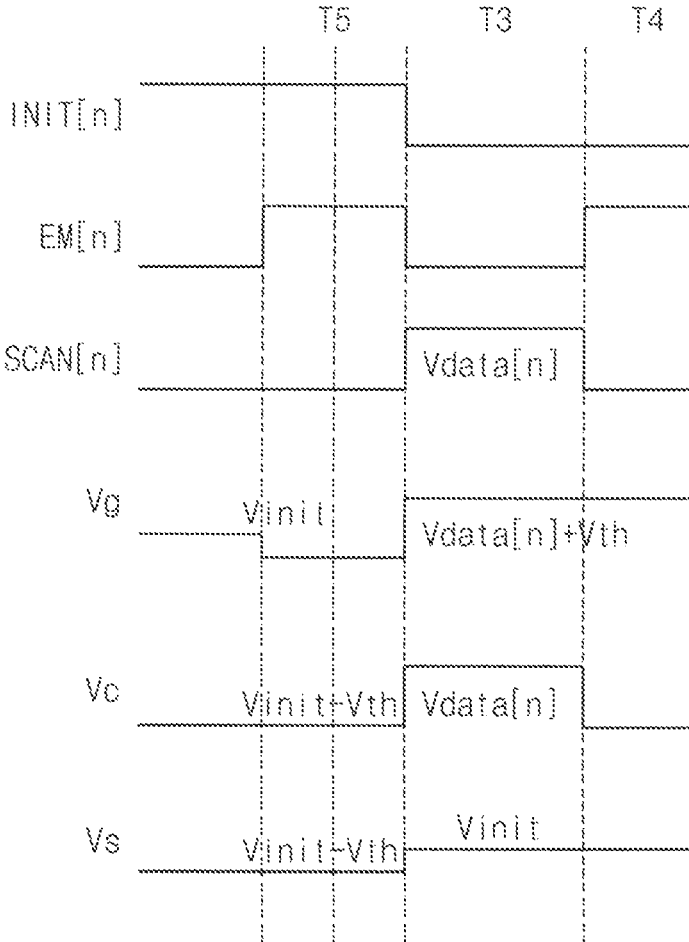 T5 T3 T4
INIT[n]
EM[n]
SCAN[n] Vdata[n]
Vg Vinit Vdata[n]+Vth
Vc Vinit-Vth Vdata[n]
Vs Vinit-Vth Vinit